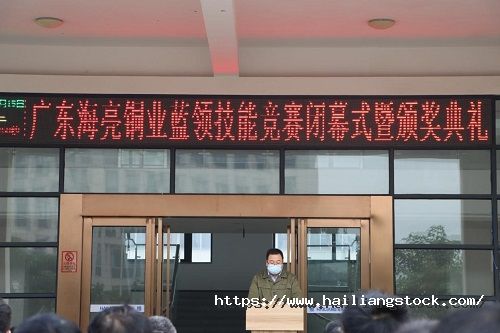 广东海亮铜业蓝领技能竞赛闭幕式暨颁奖典礼
https://www.hailiangstock.com/